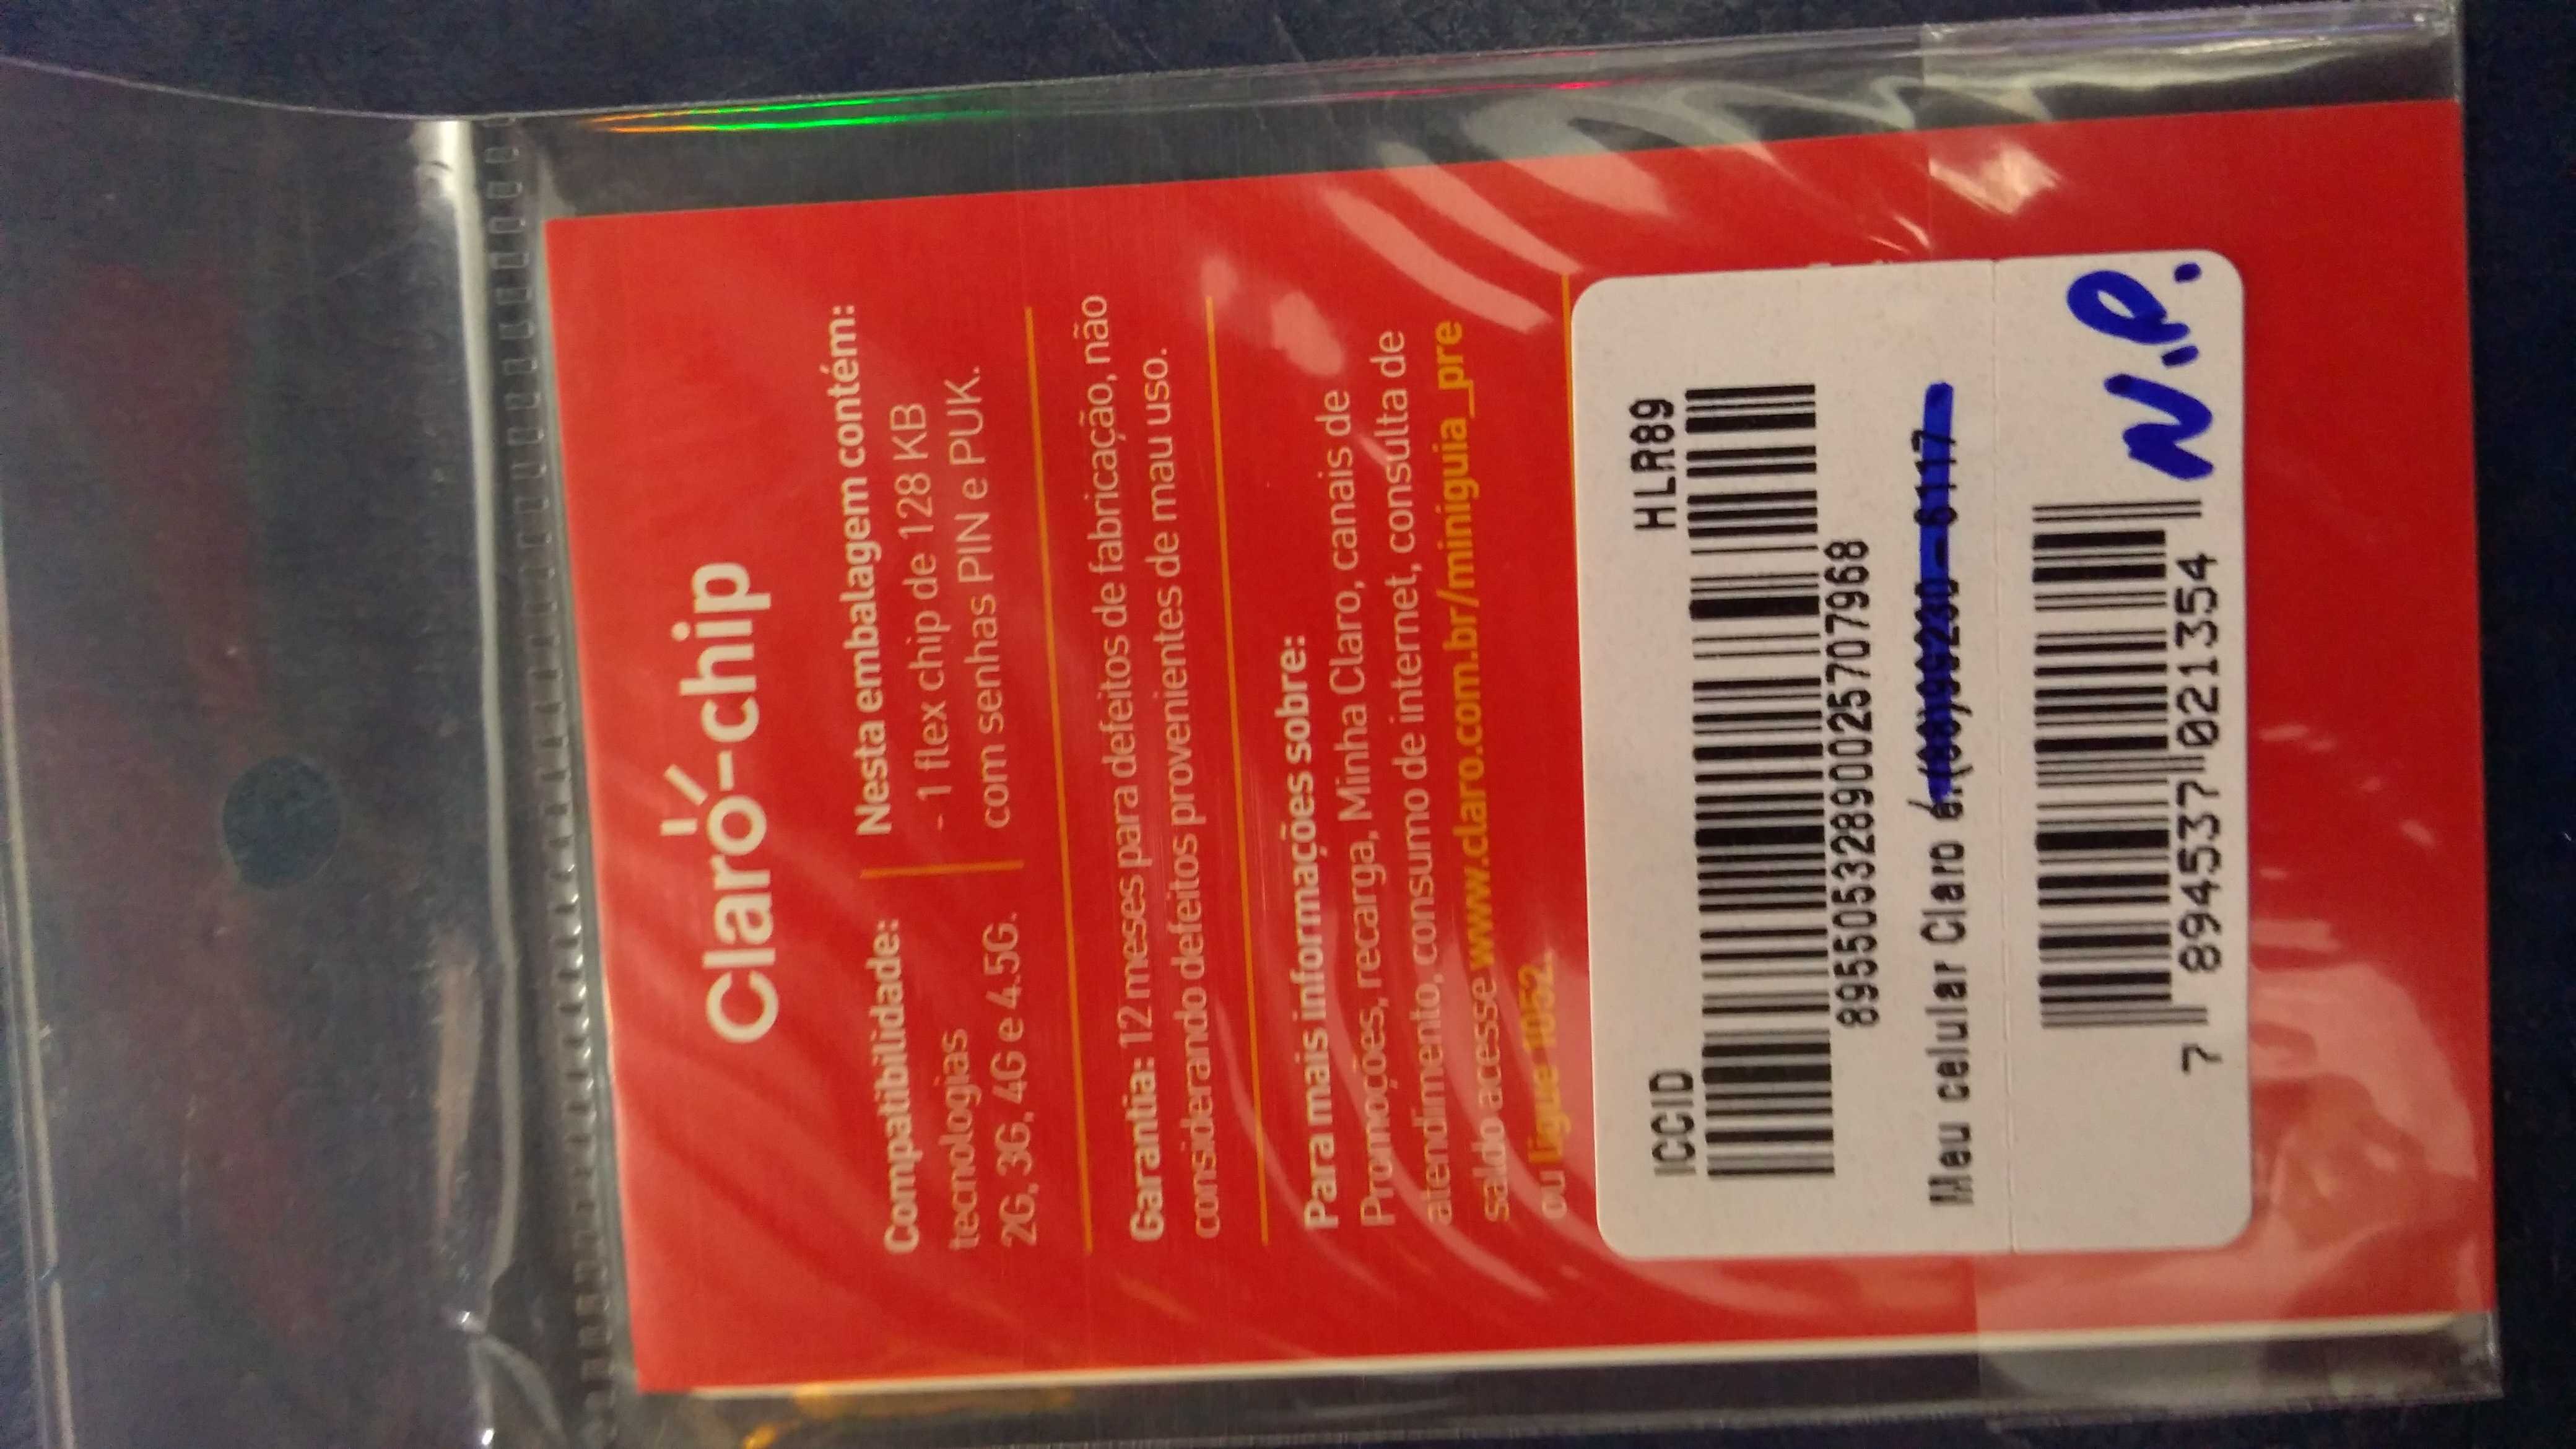 Claro-chip
Compatibilidade:
tecnologias
2G, 3G, 4G e 4.5G.
Nesta embalagem contém:
- 1 flex chip de 128 KB
com senhas PIN e PUK.
Garantia: 12 meses para defeitos de fabricação, não
considerando defeitos provenientes de mau uso.
Para mais informações sobre:
Promoções, recarga, Minha Claro, canais de
atendimento, consumo de internet, consulta de
saldo acesse www.claro.com.br/miniguia_pre
ou ligue 1052.
ICCID HLR89
89550532890025707968
Meu celular Claro é:
7 894537 021354
N.P.